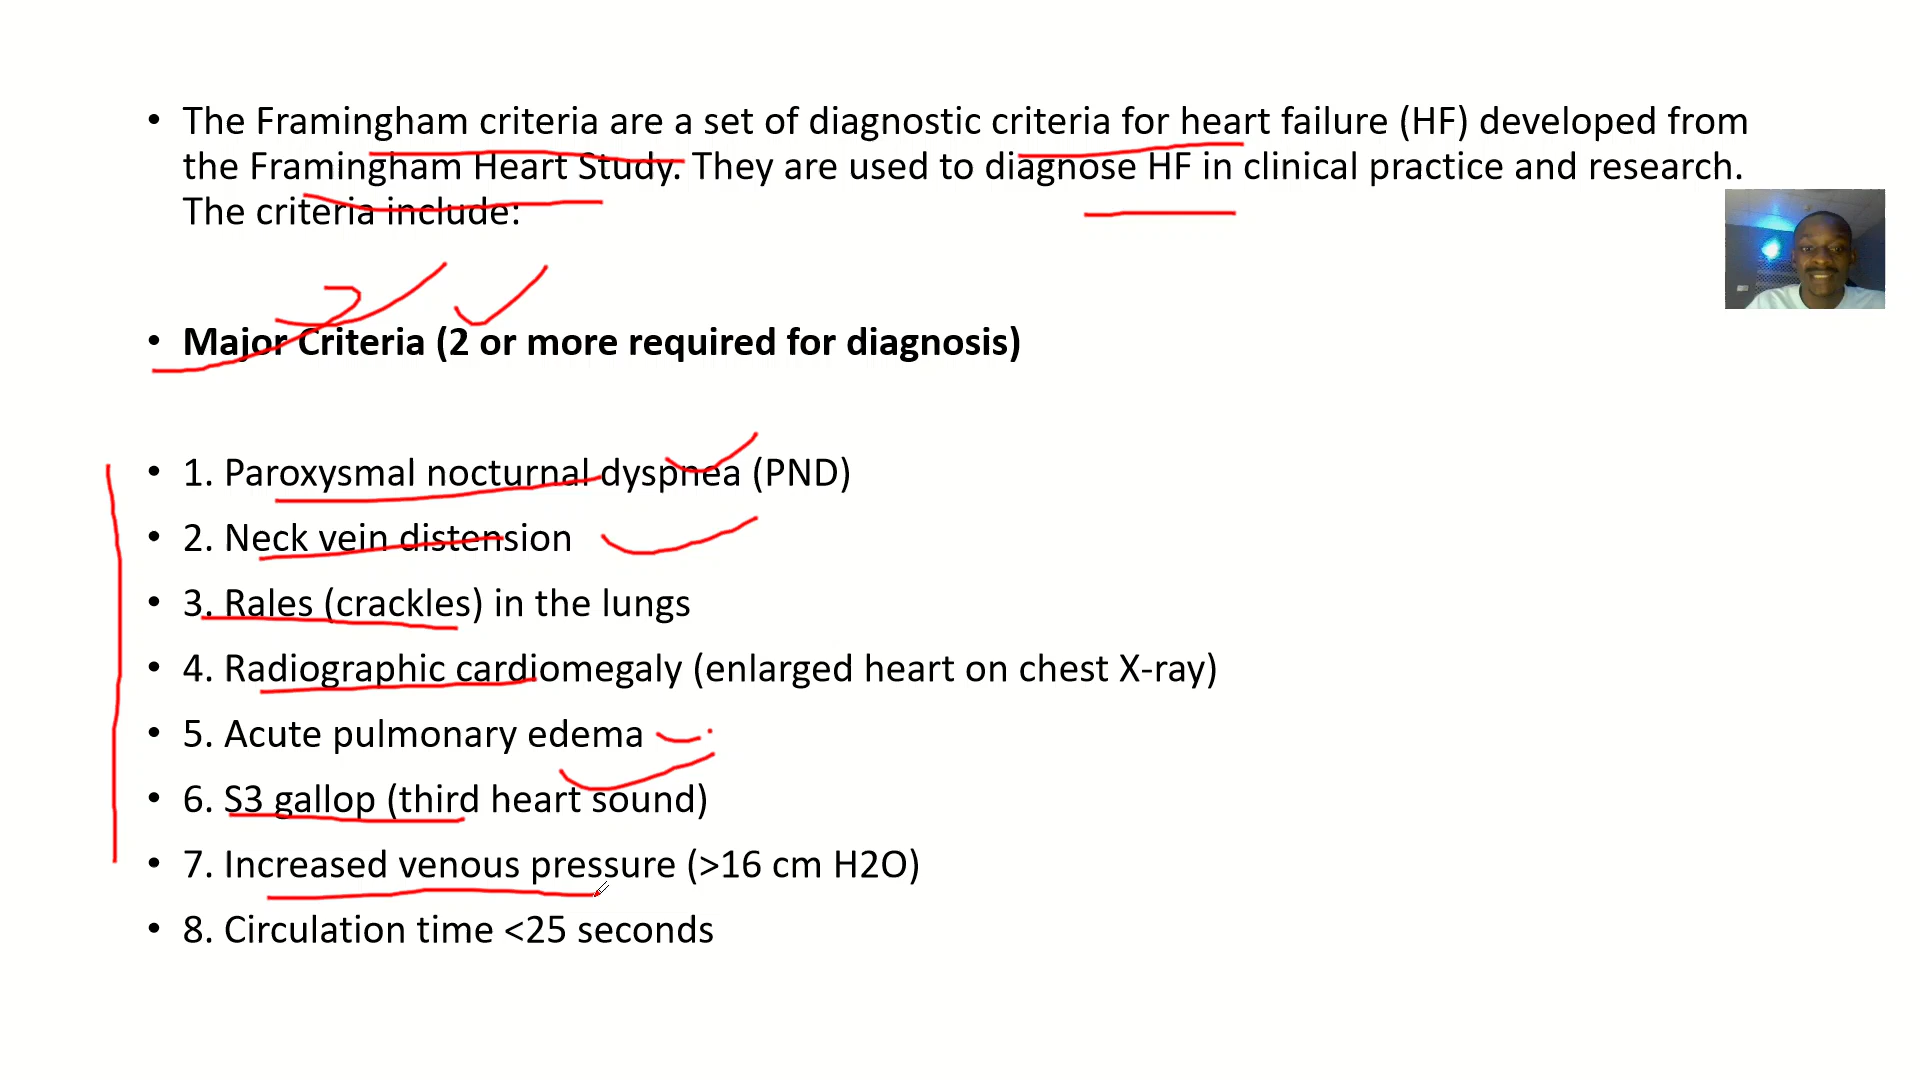 • The Framingham criteria are a set of diagnostic criteria for heart failure (HF) developed from
the Framingham Heart Study. They are used to diagnose HF in clinical practice and research.
The criteria include:
2
• Major Criteria (2 or more required for diagnosis)
• 1. Paroxysmal nocturnal dyspnea (PND)
• 2. Neck vein distension
• 3. Rales (crackles) in the lungs
• 4. Radiographic cardiomegaly (enlarged heart on chest X-ray)
• 5. Acute pulmonary edema
• 6. S3 gallop (third heart sound)
• 7. Increased venous pressure (>16 cm H2O)
• 8. Circulation time <25 seconds